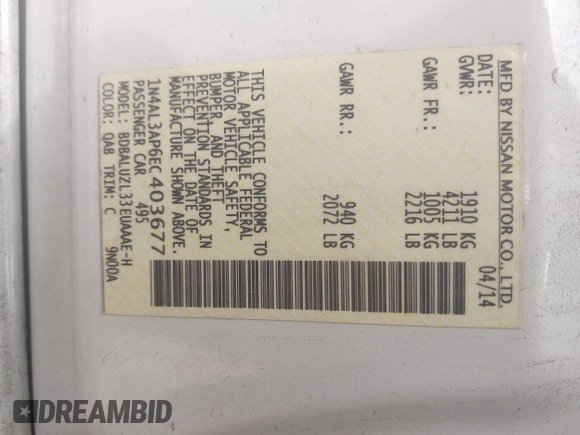 MFD BY NISSAN MOTOR CO., LTD.
DATE: 04/14
GVWR: 1910 KG
4211 LB
GAWR FR.: 1005 KG
2216 LB
GAWR RR.: 940 KG
2072 LB
THIS VEHICLE CONFORMS TO
ALL APPLICABLE FEDERAL
MOTOR VEHICLE SAFETY,
BUMPER, AND THEFT
PREVENTION STANDARDS IN
EFFECT ON THE DATE OF
MANUFACTURE SHOWN ABOVE.
1N4AL3AP6EC403677
PASSENGER CAR 495
MODEL: BDBALUZL33EUAAAE-H
COLOR: QAB TRIM: C 9N00A
DREAMBID